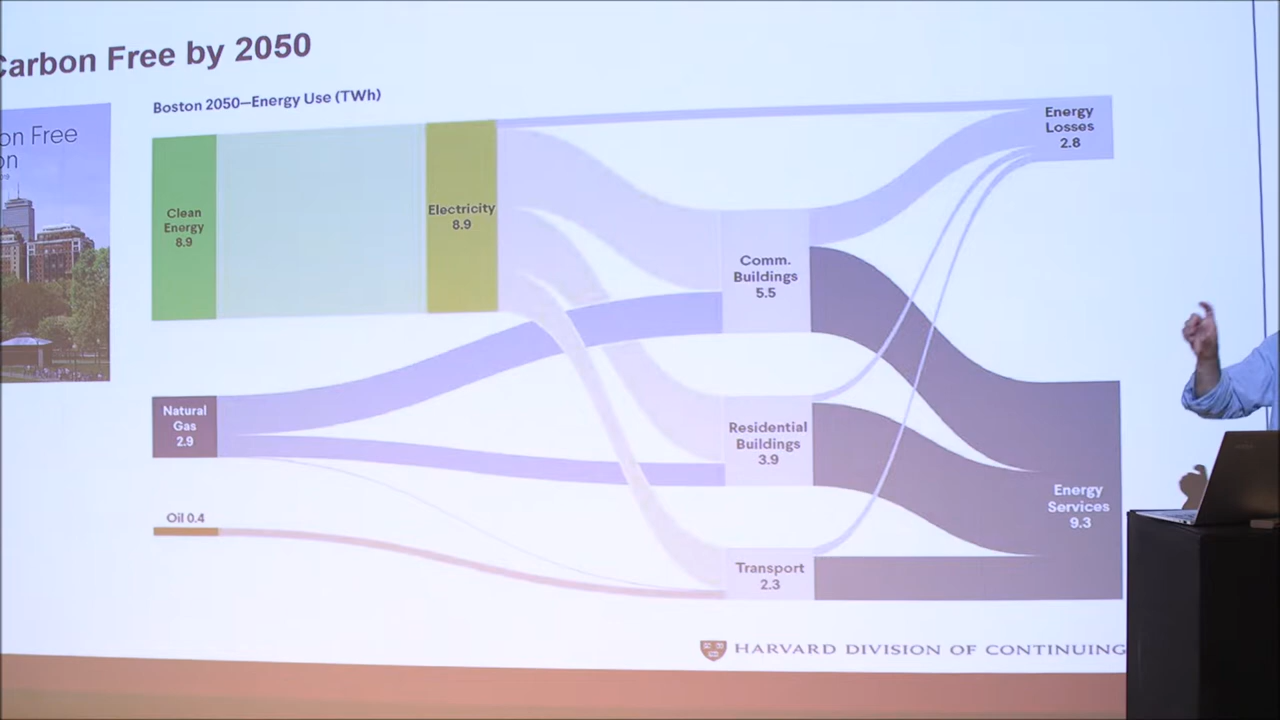 Carbon Free by 2050
on Free
on
Boston 2050—Energy Use (TWh)
Clean
Energy
8.9
Electricity
8.9
Energy
Losses
2.8
Comm.
Buildings
5.5
Natural
Gas
2.9
Residential
Buildings
3.9
Energy
Services
9.3
Oil 0.4
Transport
2.3
HARVARD DIVISION OF CONTINUING